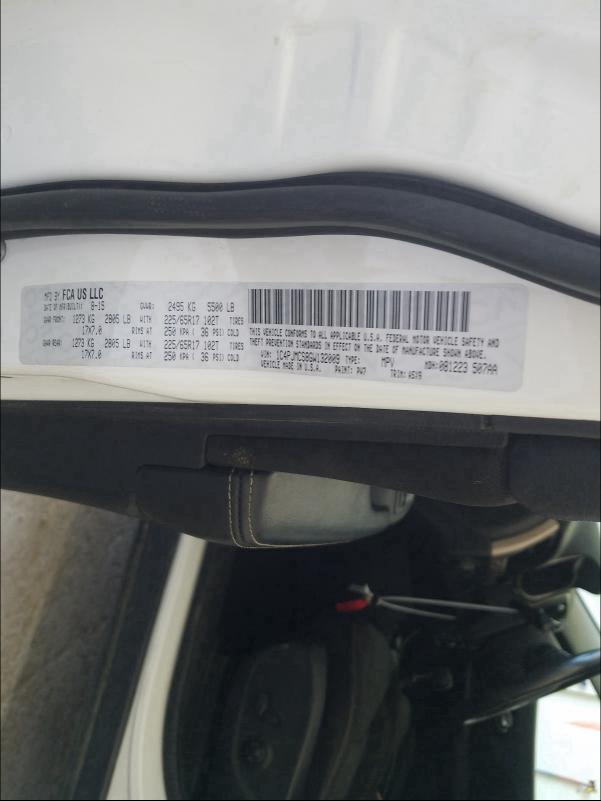 MFD BY FCA US LLC
DATE OF MFR(BUILT)! 8-15 GVWR: 2495 KG 5500 LB
GAWR FRONT: 1273 KG 2805 LB WITH 225/65R17 102T TIRES
17X7.0 RIMS AT 250 KPA ( 36 PSI) COLD
GAWR REAR: 1273 KG 2805 LB WITH 225/65R17 102T TIRES
17X7.0 RIMS AT 250 KPA ( 36 PSI) COLD
THIS VEHICLE CONFORMS TO ALL APPLICABLE U.S.A. FEDERAL MOTOR VEHICLE SAFETY AND
THEFT PREVENTION STANDARDS IN EFFECT ON THE DATE OF MANUFACTURE SHOWN ABOVE.
VIN: TYPE: MPV MDH: 081223 507AA
VEHICLE MADE IN U.S.A. PAINT: PW7 TRIM: A5X9